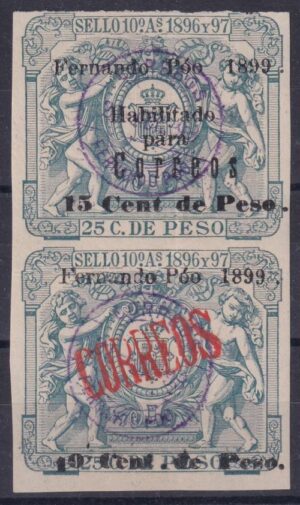 SELLO 10º. AS 1896 Y 97
Fernando Póo 1899.
Habilitado
para
Correos
15 Cent de Peso.
25 C. DE PESO
SELLO 10º. AS 1896 Y 97
Fernando Póo 1899.
CORREOS
Cent de Peso.